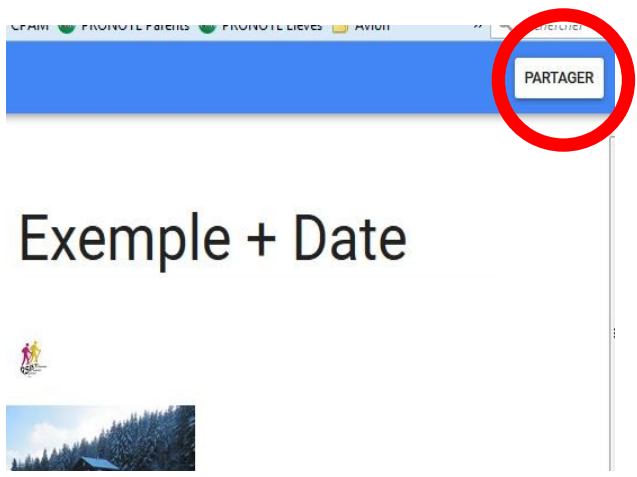 CPAM PRONOTE Parents PRONOTE Elèves Avion »
PARTAGER
Exemple + Date